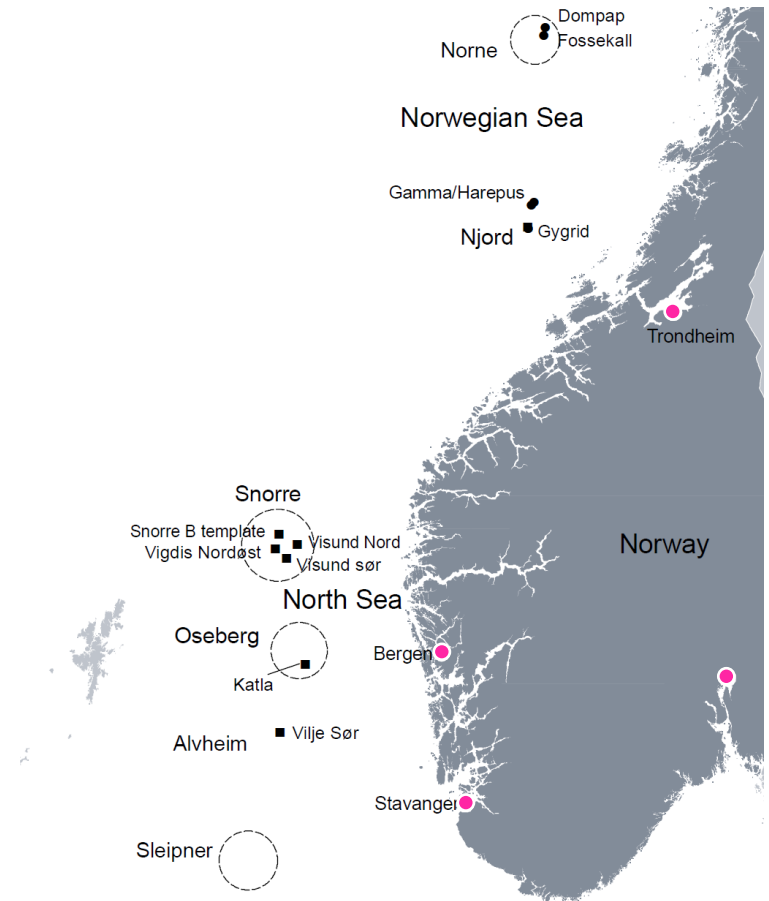 Dompap
Norne
Fossekall
Norwegian Sea
Gamma/Harepus
Njord
Gygrid
Trondheim
Snorre
Snorre B template
Visund Nord
Vigdis Nordøst
Visund sør
Norway
North Sea
Oseberg
Bergen
Katla
Vilje Sør
Alvheim
Stavanger
Sleipner